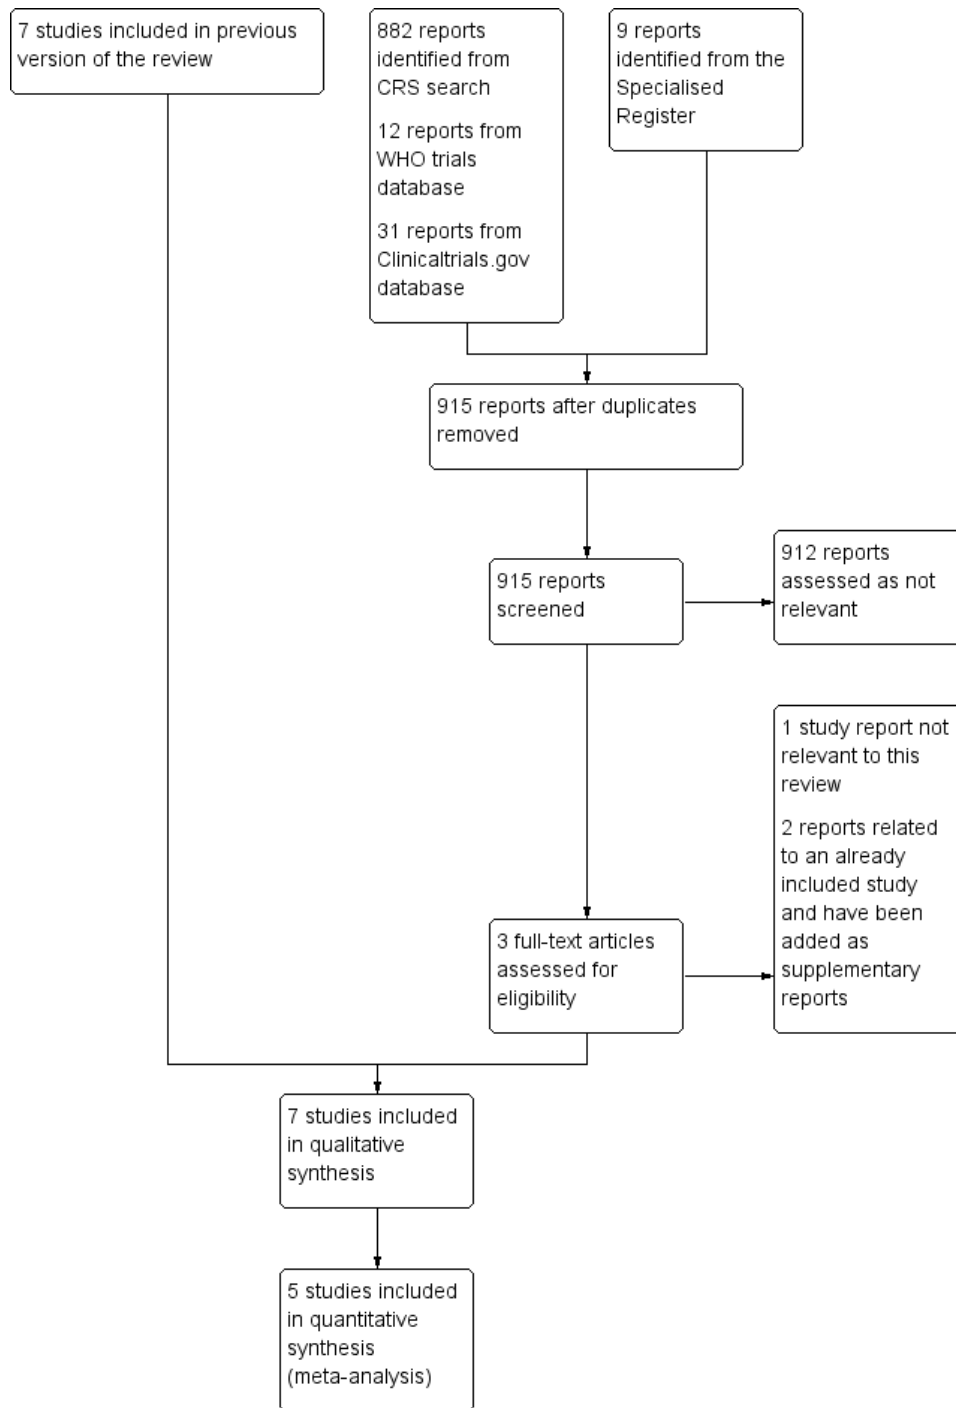 7 studies included in previous
version of the review
882 reports
identified from
CRS search
12 reports from
WHO trials
database
31 reports from
Clinicaltrials.gov
database
9 reports
identified from the
Specialised
Register
915 reports after duplicates
removed
915 reports
screened
912 reports
assessed as not
relevant
1 study report not
relevant to this
review
2 reports related
to an already
included study
and have been
added as
supplementary
reports
3 full-text articles
assessed for
eligibility
7 studies included
in qualitative
synthesis
5 studies included
in quantitative
synthesis
(meta-analysis)